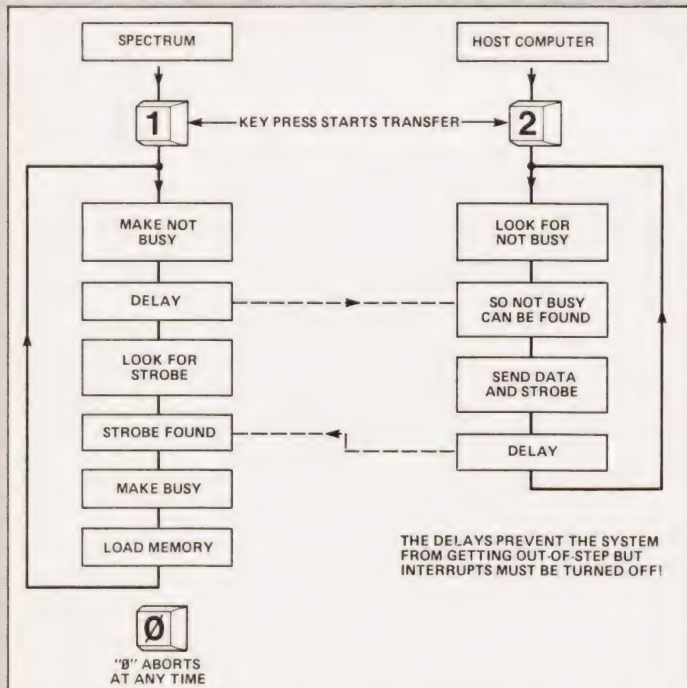 SPECTRUM
HOST COMPUTER
1
KEY PRESS STARTS TRANSFER
2
MAKE NOT
BUSY
DELAY
LOOK FOR
STROBE
STROBE FOUND
MAKE BUSY
LOAD MEMORY
LOOK FOR
NOT BUSY
SO NOT BUSY
CAN BE FOUND
SEND DATA
AND STROBE
DELAY
THE DELAYS PREVENT THE SYSTEM
FROM GETTING OUT-OF-STEP BUT
INTERRUPTS MUST BE TURNED OFF!
Ø
"Ø" ABORTS
AT ANY TIME